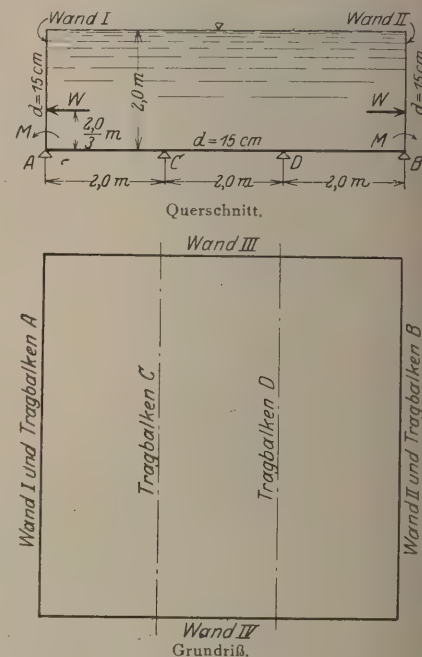 Wand I
Wand II
d = 15 cm
2,0 m
d = 15 cm
W
W
M
2,0/3 m
d = 15 cm
M
A
C
D
B
2,0 m
2,0 m
2,0 m
Querschnitt.
Wand III
Wand I und Tragbalken A
Tragbalken C
Tragbalken D
Wand II und Tragbalken B
Wand IV
Grundriß.